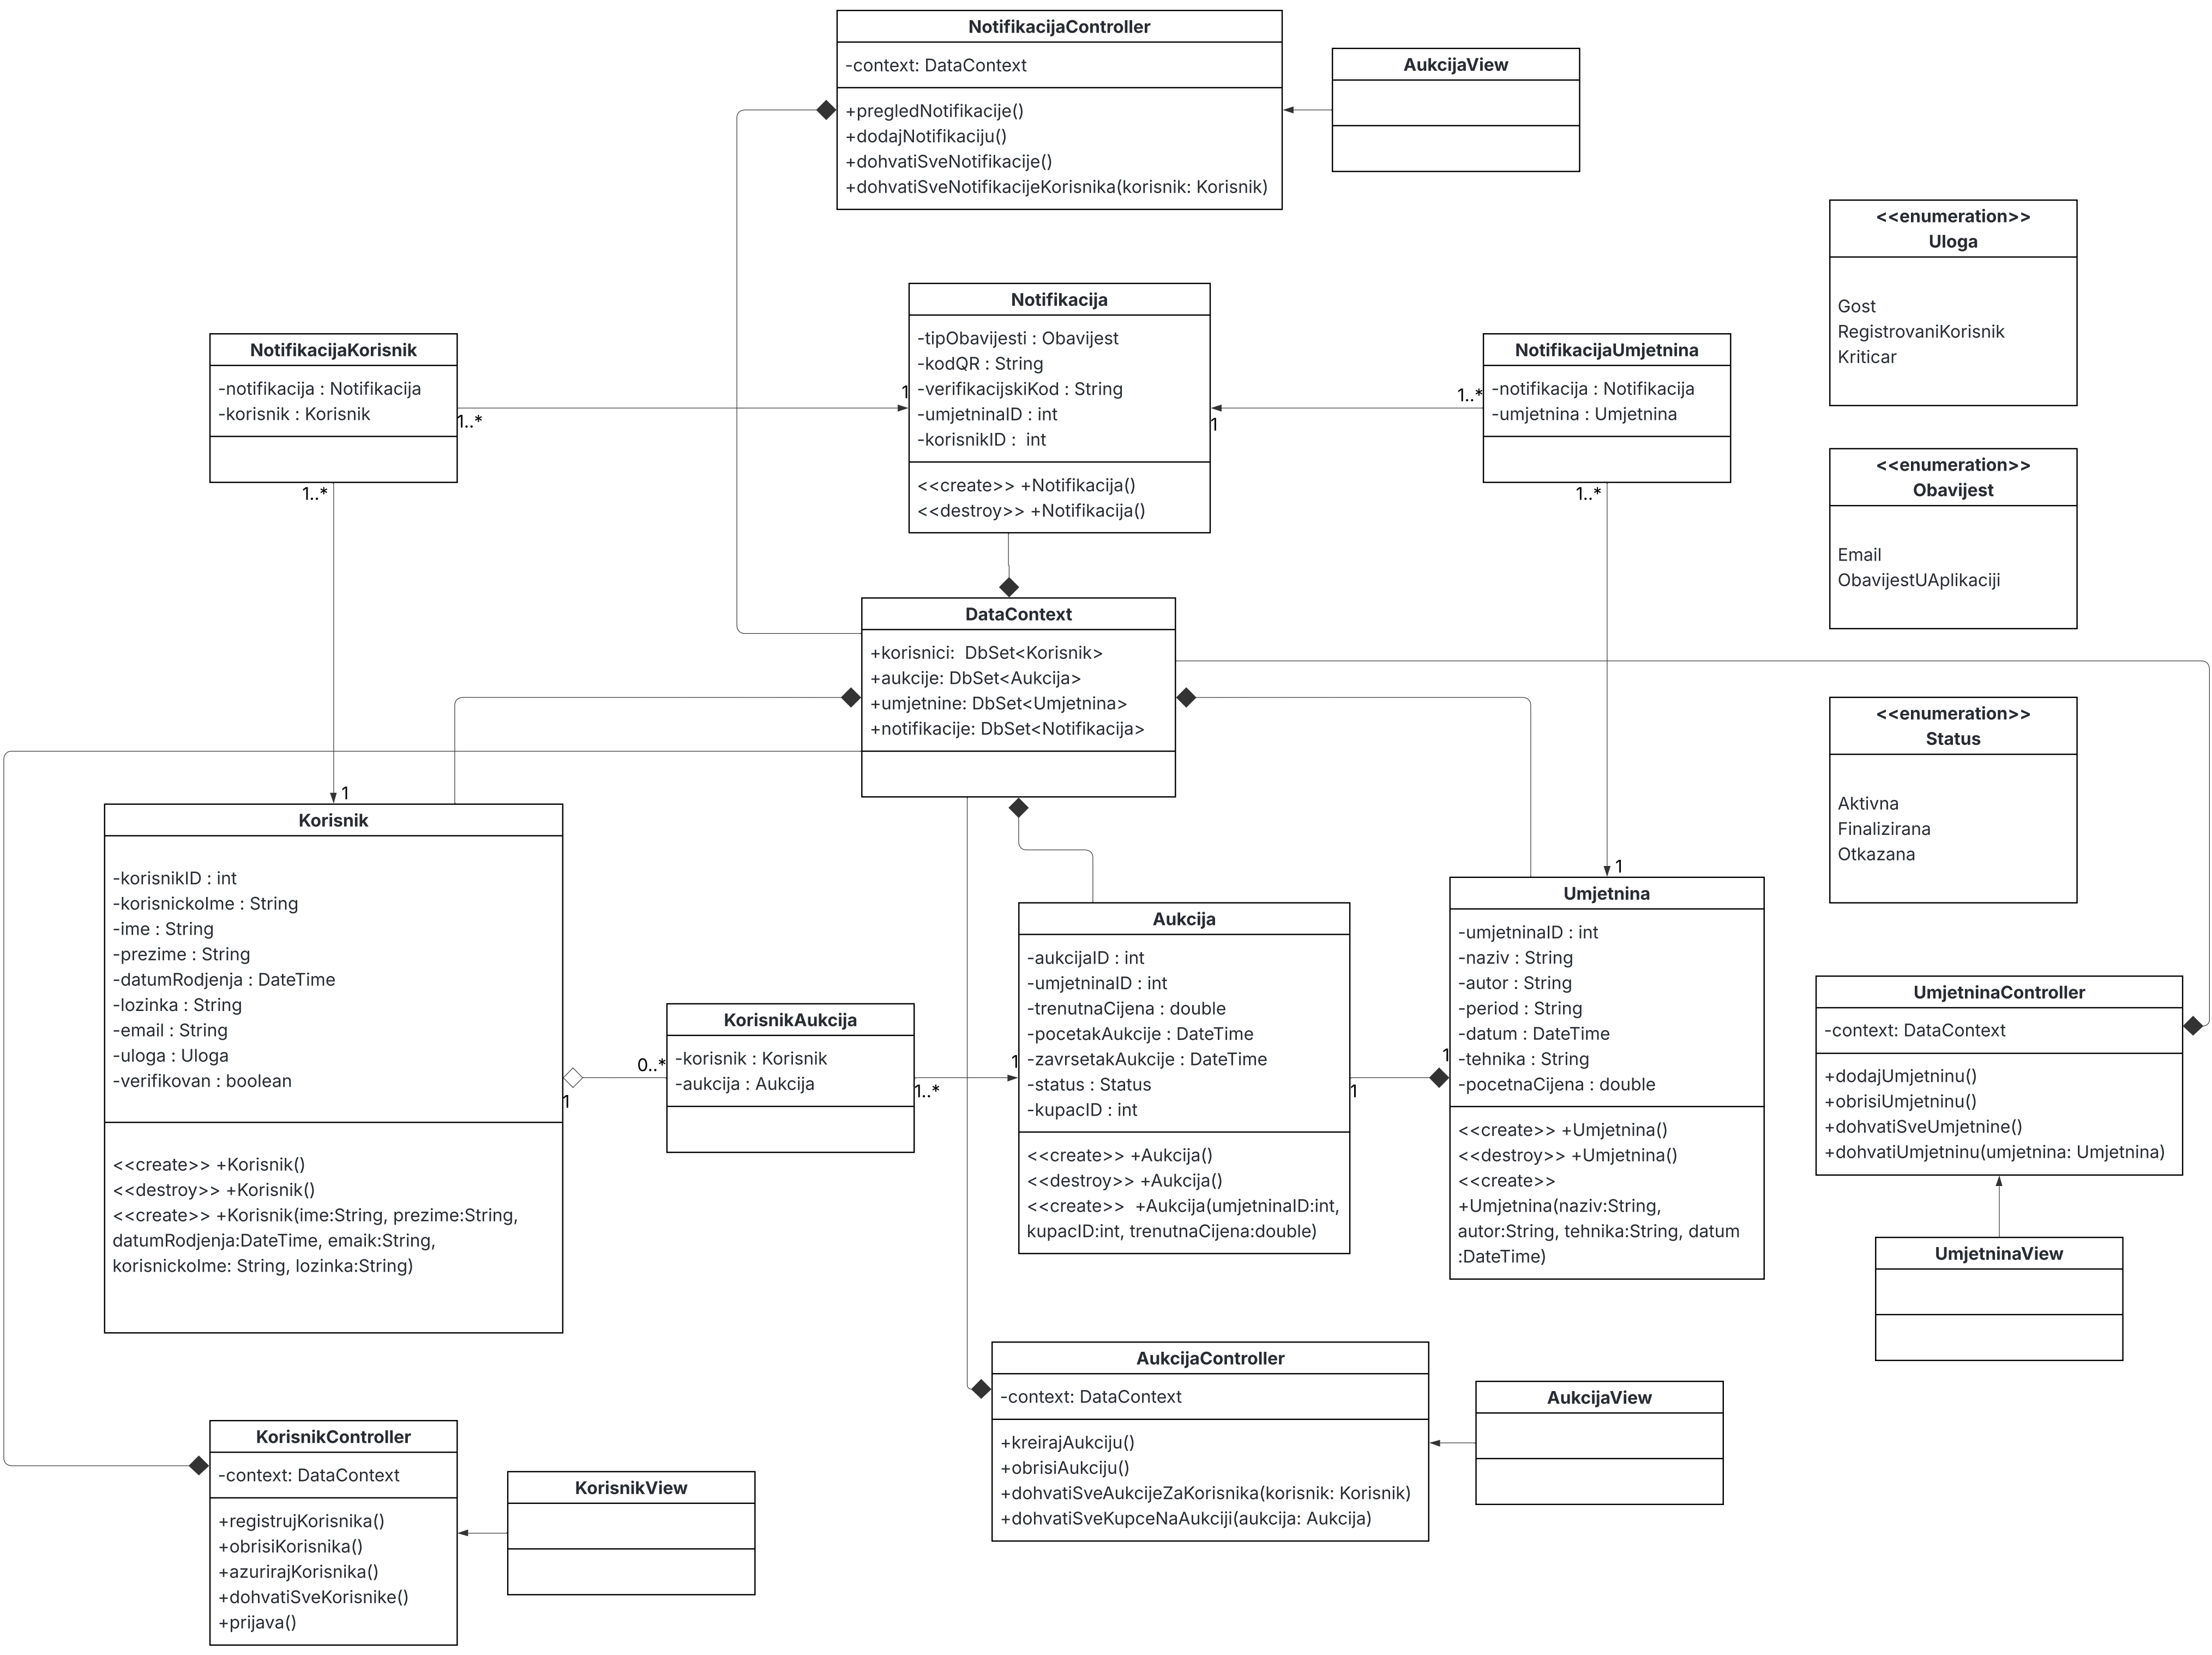 NotifikacijaController
-context: DataContext
+pregledNotifikacije()
+dodajNotifikaciju()
+dohvatiSveNotifikacije()
+dohvatiSveNotifikacijeKorisnika(korisnik: Korisnik)
AukcijaView
<<enumeration>>
Uloga
Gost
RegistrovaniKorisnik
Kriticar
Notifikacija
-tipObavijesti : Obavijest
-kodQR : String
-verifikacijskiKod : String
-umjetninaID : int
-korisnikID :  int
<<create>> +Notifikacija()
<<destroy>> +Notifikacija()
NotifikacijaKorisnik
-notifikacija : Notifikacija
-korisnik : Korisnik
1..*
1
1..*
1
NotifikacijaUmjetnina
-notifikacija : Notifikacija
-umjetnina : Umjetnina
1..*
1
1..*
1
<<enumeration>>
Obavijest
Email
ObavijestUAplikaciji
DataContext
+korisnici:  DbSet<Korisnik>
+aukcije: DbSet<Aukcija>
+umjetnine: DbSet<Umjetnina>
+notifikacije: DbSet<Notifikacija>
<<enumeration>>
Status
Aktivna
Finalizirana
Otkazana
Korisnik
-korisnikID : int
-korisnickoIme : String
-ime : String
-prezime : String
-datumRodjenja : DateTime
-lozinka : String
-email : String
-uloga : Uloga
-verifikovan : boolean
<<create>> +Korisnik()
<<destroy>> +Korisnik()
<<create>> +Korisnik(ime:String, prezime:String,
datumRodjenja:DateTime, emaik:String,
korisnickoIme: String, lozinka:String)
1
0..*
KorisnikAukcija
-korisnik : Korisnik
-aukcija : Aukcija
1..*
1
Aukcija
-aukcijaID : int
-umjetninaID : int
-trenutnaCijena : double
-pocetakAukcije : DateTime
-zavrsetakAukcije : DateTime
-status : Status
-kupacID : int
<<create>> +Aukcija()
<<destroy>> +Aukcija()
<<create>>  +Aukcija(umjetninaID:int,
kupacID:int, trenutnaCijena:double)
1
1
Umjetnina
-umjetninaID : int
-naziv : String
-autor : String
-period : String
-datum : DateTime
-tehnika : String
-pocetnaCijena : double
<<create>> +Umjetnina()
<<destroy>> +Umjetnina()
<<create>>
+Umjetnina(naziv:String,
autor:String, tehnika:String, datum
:DateTime)
UmjetninaController
-context: DataContext
+dodajUmjetninu()
+obrisiUmjetninu()
+dohvatiSveUmjetnine()
+dohvatiUmjetninu(umjetnina: Umjetnina)
UmjetninaView
AukcijaController
-context: DataContext
+kreirajAukciju()
+obrisiAukciju()
+dohvatiSveAukcijeZaKorisnika(korisnik: Korisnik)
+dohvatiSveKupceNaAukciji(aukcija: Aukcija)
AukcijaView
KorisnikController
-context: DataContext
+registrujKorisnika()
+obrisiKorisnika()
+azurirajKorisnika()
+dohvatiSveKorisnike()
+prijava()
KorisnikView